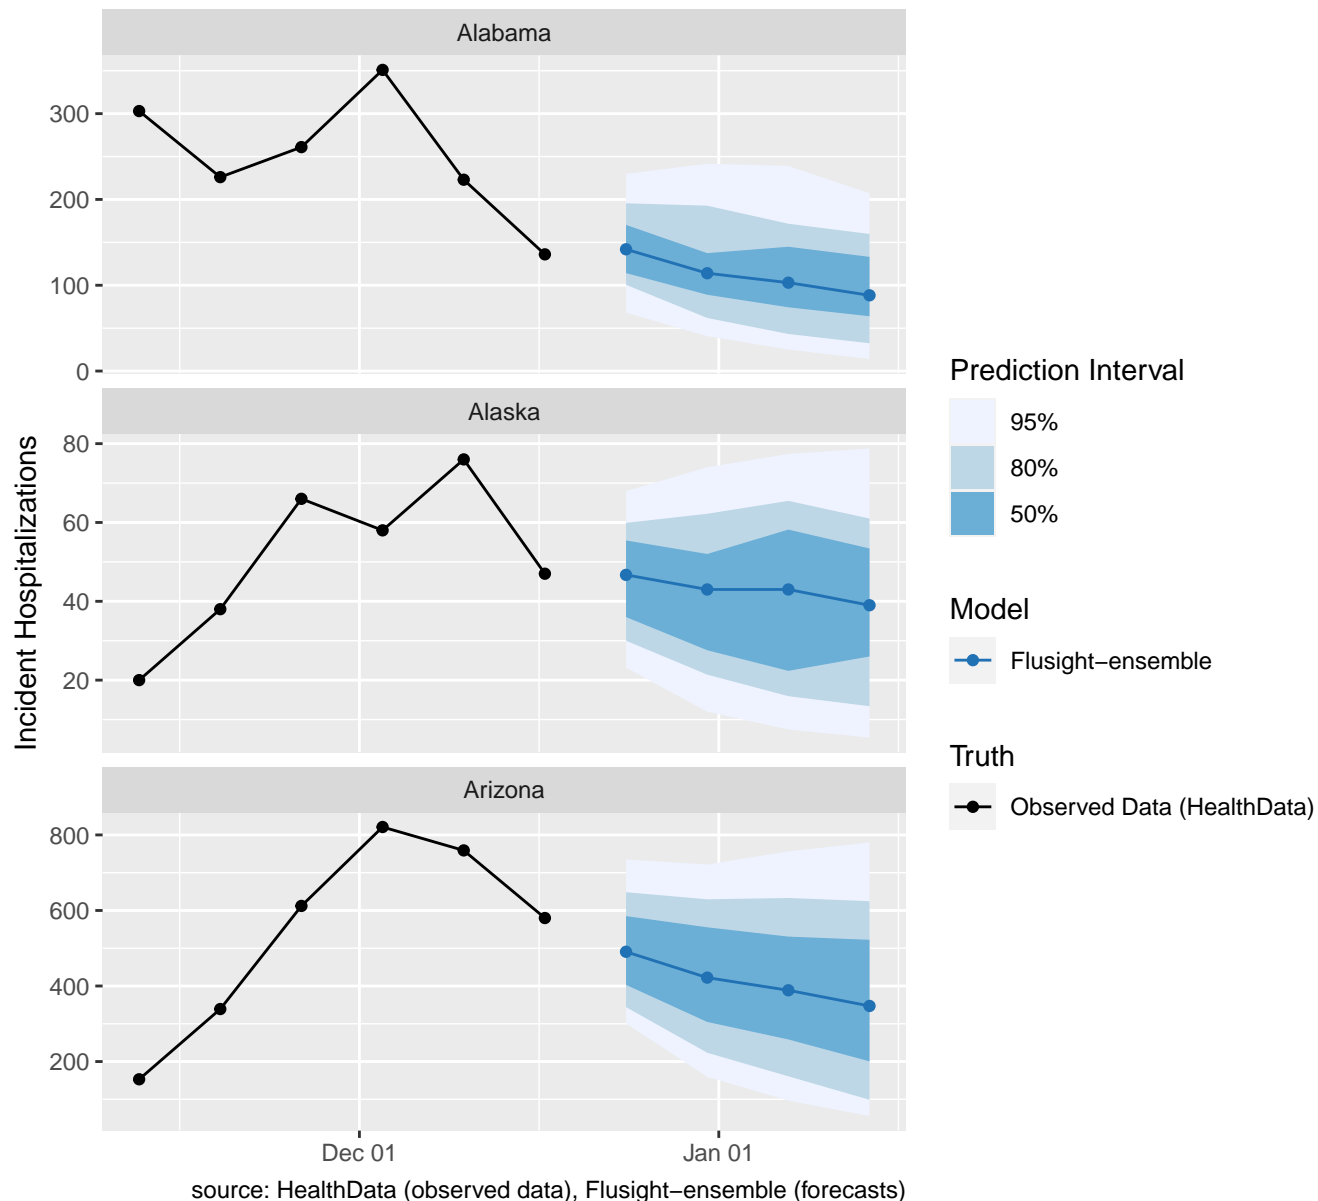 Alabama
300
200
100
0
Alaska
80
60
40
20
Arizona
800
600
400
200
Dec 01
Jan 01
Incident Hospitalizations
source: HealthData (observed data), Flusight−ensemble (forecasts)
Prediction Interval
95%
80%
50%
Model
Flusight−ensemble
Truth
Observed Data (HealthData)